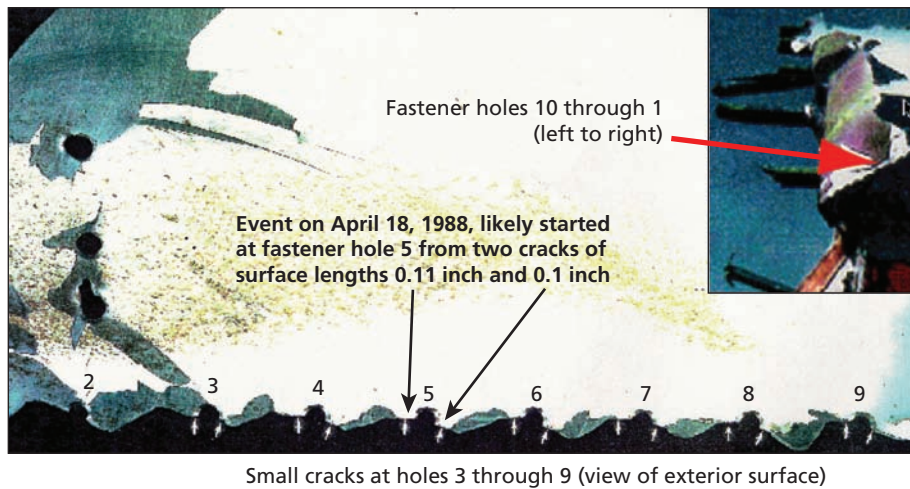 Fastener holes 10 through 1
(left to right)
Event on April 18, 1988, likely started
at fastener hole 5 from two cracks of
surface lengths 0.11 inch and 0.1 inch
2 3 4 5 6 7 8 9
Small cracks at holes 3 through 9 (view of exterior surface)